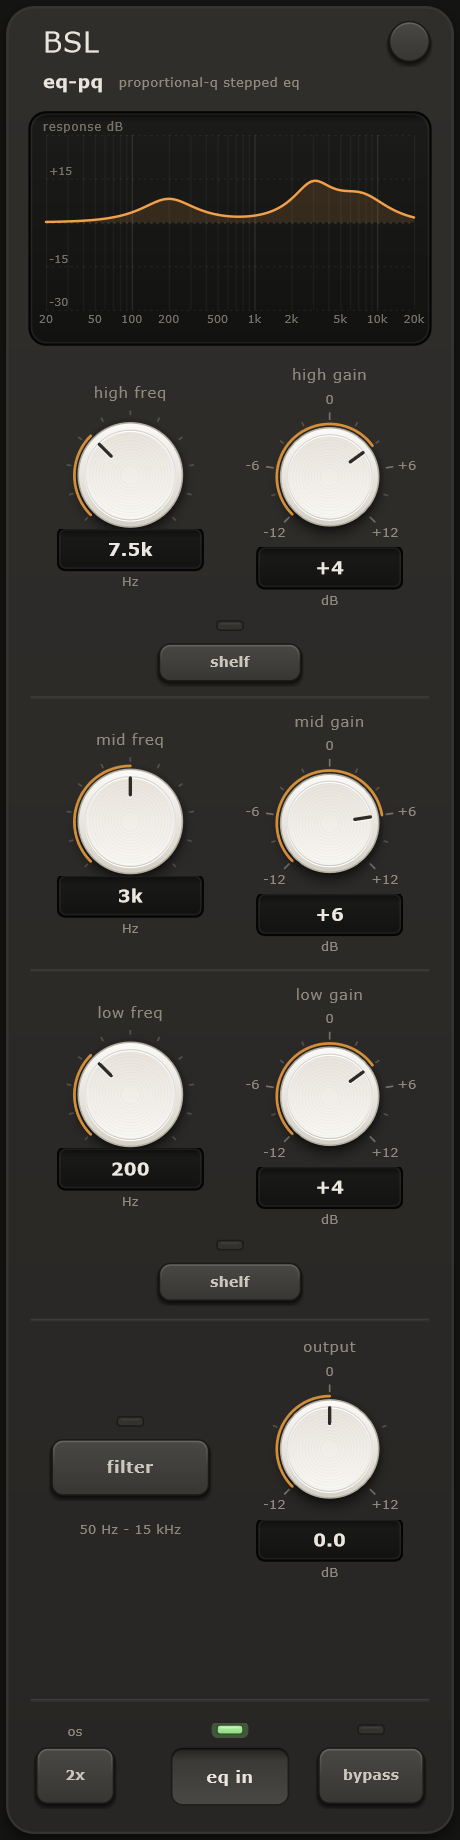 BSL
eq-pq proportional-q stepped eq
response dB
+15
-15
-30
20 50 100 200 500 1k 2k 5k 10k 20k
high freq
7.5k
Hz
high gain
0
-6 +6
-12 +12
+4
dB
shelf
mid freq
3k
Hz
mid gain
0
-6 +6
-12 +12
+6
dB
low freq
200
Hz
low gain
0
-6 +6
-12 +12
+4
dB
shelf
filter
50 Hz - 15 kHz
output
0
-12 +12
0.0
dB
os
2x
eq in
bypass